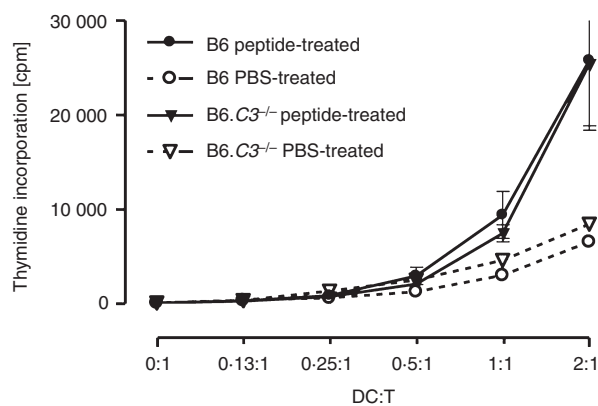 30 000
20 000
10 000
0
Thymidine incorporation [cpm]
B6 peptide-treated
B6 PBS-treated
B6.C3–/– peptide-treated
B6.C3–/– PBS-treated
0:1
0·13:1
0·25:1
0·5:1
1:1
2:1
DC:T